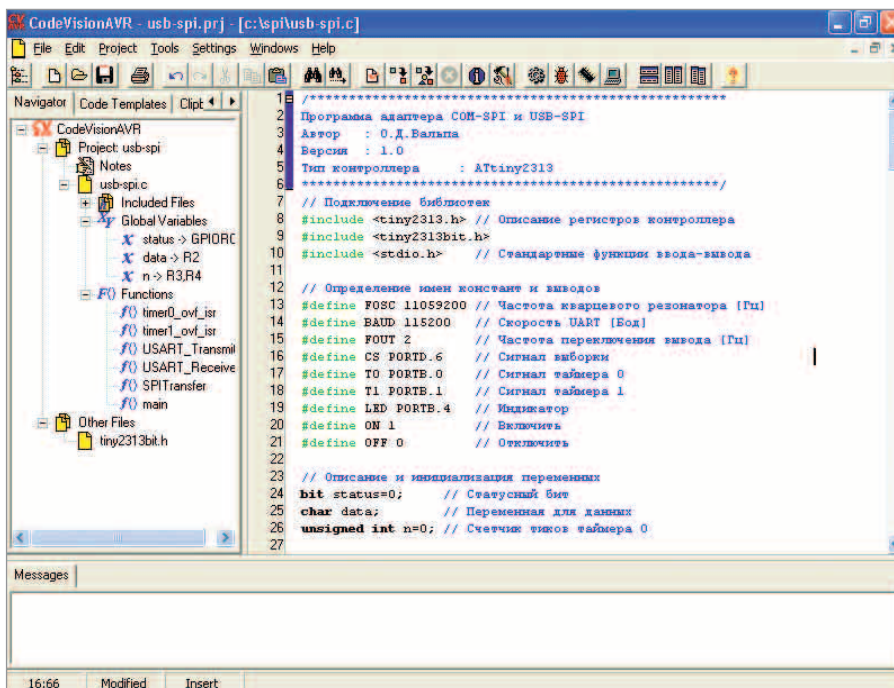 CodeVisionAVR - usb-spi.prj - [c:\spi\usb-spi.c]
File Edit Project Tools Settings Windows Help
Navigator Code Templates Clipt
CodeVisionAVR
Project: usb-spi
Notes
usb-spi.c
Included Files
Global Variables
status -> GPIORC
data -> R2
n -> R3,R4
F() Functions
f() timer0_ovf_isr
f() timer1_ovf_isr
f() USART_Transmit
f() USART_Receive
f() SPITransfer
f() main
Other Files
tiny2313bit.h
1 /*******************************************************
2 Программа адаптера COM-SPI и USB-SPI
3 Автор : О.Д.Вальпа
4 Версия : 1.0
5 Тип контроллера : ATtiny2313
6 *******************************************************/
7 // Подключение библиотек
8 #include <tiny2313.h> // Описание регистров контроллера
9 #include <tiny2313bit.h>
10 #include <stdio.h> // Стандартные функции ввода-вывода
11
12 // Определение имен констант и выводов
13 #define FOSC 11059200 // Частота кварцевого резонатора [Гц]
14 #define BAUD 115200 // Скорость UART [Бод]
15 #define FOUT 2 // Частота переключения вывода [Гц]
16 #define CS PORTD.6 // Сигнал выборки
17 #define T0 PORTB.0 // Сигнал таймера 0
18 #define T1 PORTB.1 // Сигнал таймера 1
19 #define LED PORTB.4 // Индикатор
20 #define ON 1 // Включить
21 #define OFF 0 // Отключить
22
23 // Описание и инициализация переменных
24 bit status=0; // Статусный бит
25 char data; // Переменная для данных
26 unsigned int n=0; // Счетчик тиков таймера 0
27
Messages
16:66 Modified Insert